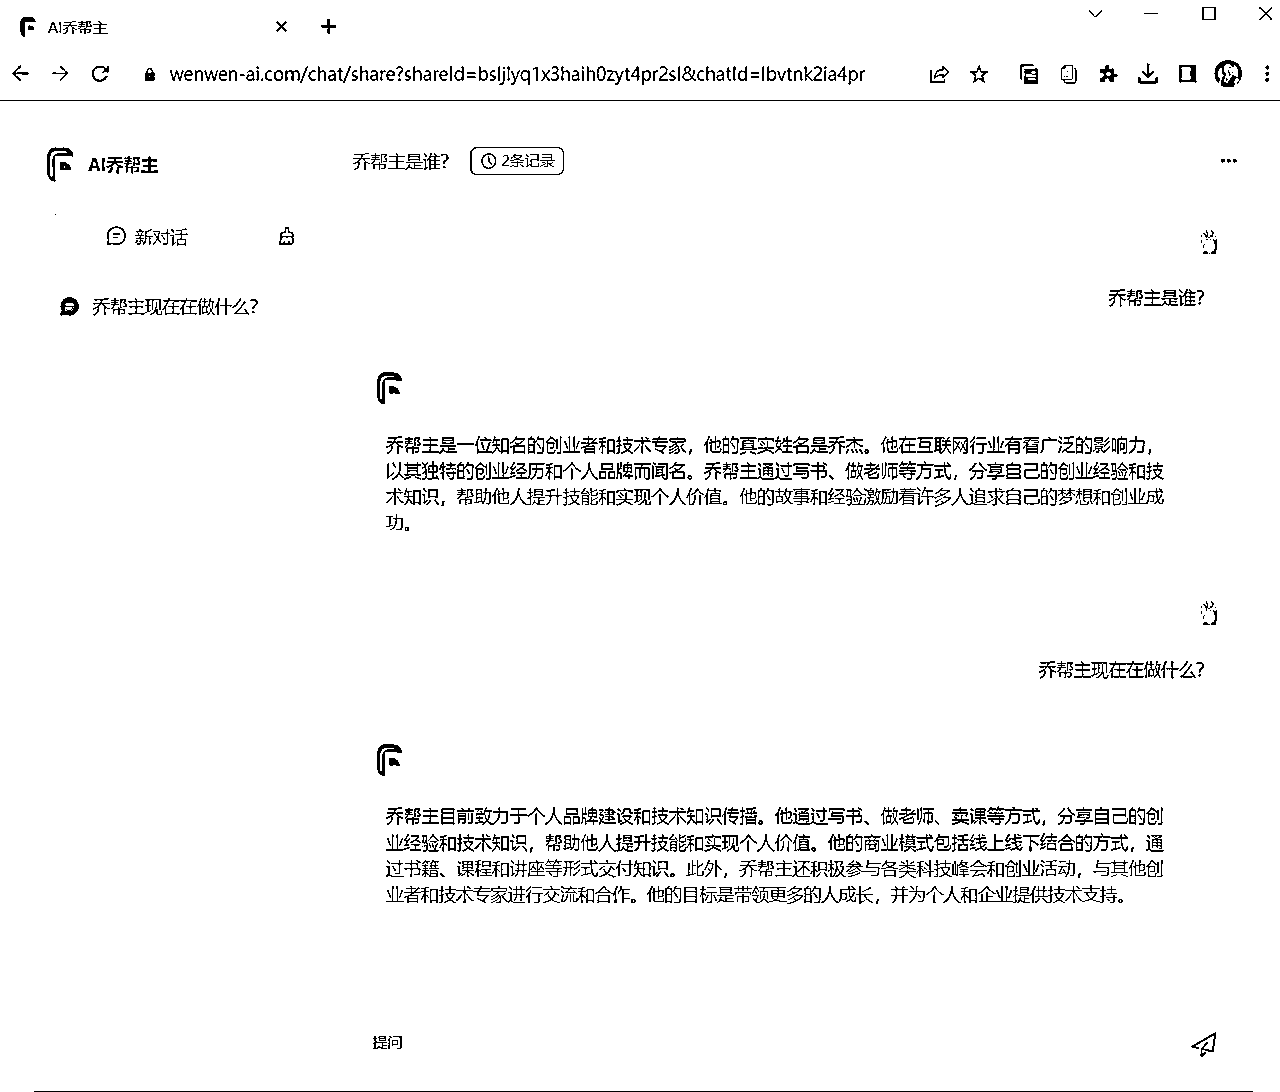 AI乔帮主
wenwen-ai.com/chat/share?shareId=bsljlyq1x3haih0zyt4pr2sl&chatId=lbvtnk2ia4pr
AI乔帮主
乔帮主是谁?
2条记录
新对话
乔帮主现在在做什么?
乔帮主是谁?
乔帮主是一位知名的创业者和技术专家，他的真实姓名是乔杰。他在互联网行业有着广泛的影响力，
以其独特的创业经历和个人品牌而闻名。乔帮主通过写书、做老师等方式，分享自己的创业经验和技
术知识，帮助他人提升技能和实现个人价值。他的故事和经验激励着许多人追求自己的梦想和创业成
功。
乔帮主现在在做什么?
乔帮主目前致力于个人品牌建设和技术知识传播。他通过写书、做老师、卖课等方式，分享自己的创
业经验和技术知识，帮助他人提升技能和实现个人价值。他的商业模式包括线上线下结合的方式，通
过书籍、课程和讲座等形式交付知识。此外，乔帮主还积极参与各类科技峰会和创业活动，与其他创
业者和技术专家进行交流和合作。他的目标是带领更多的人成长，并为个人和企业提供技术支持。
提问